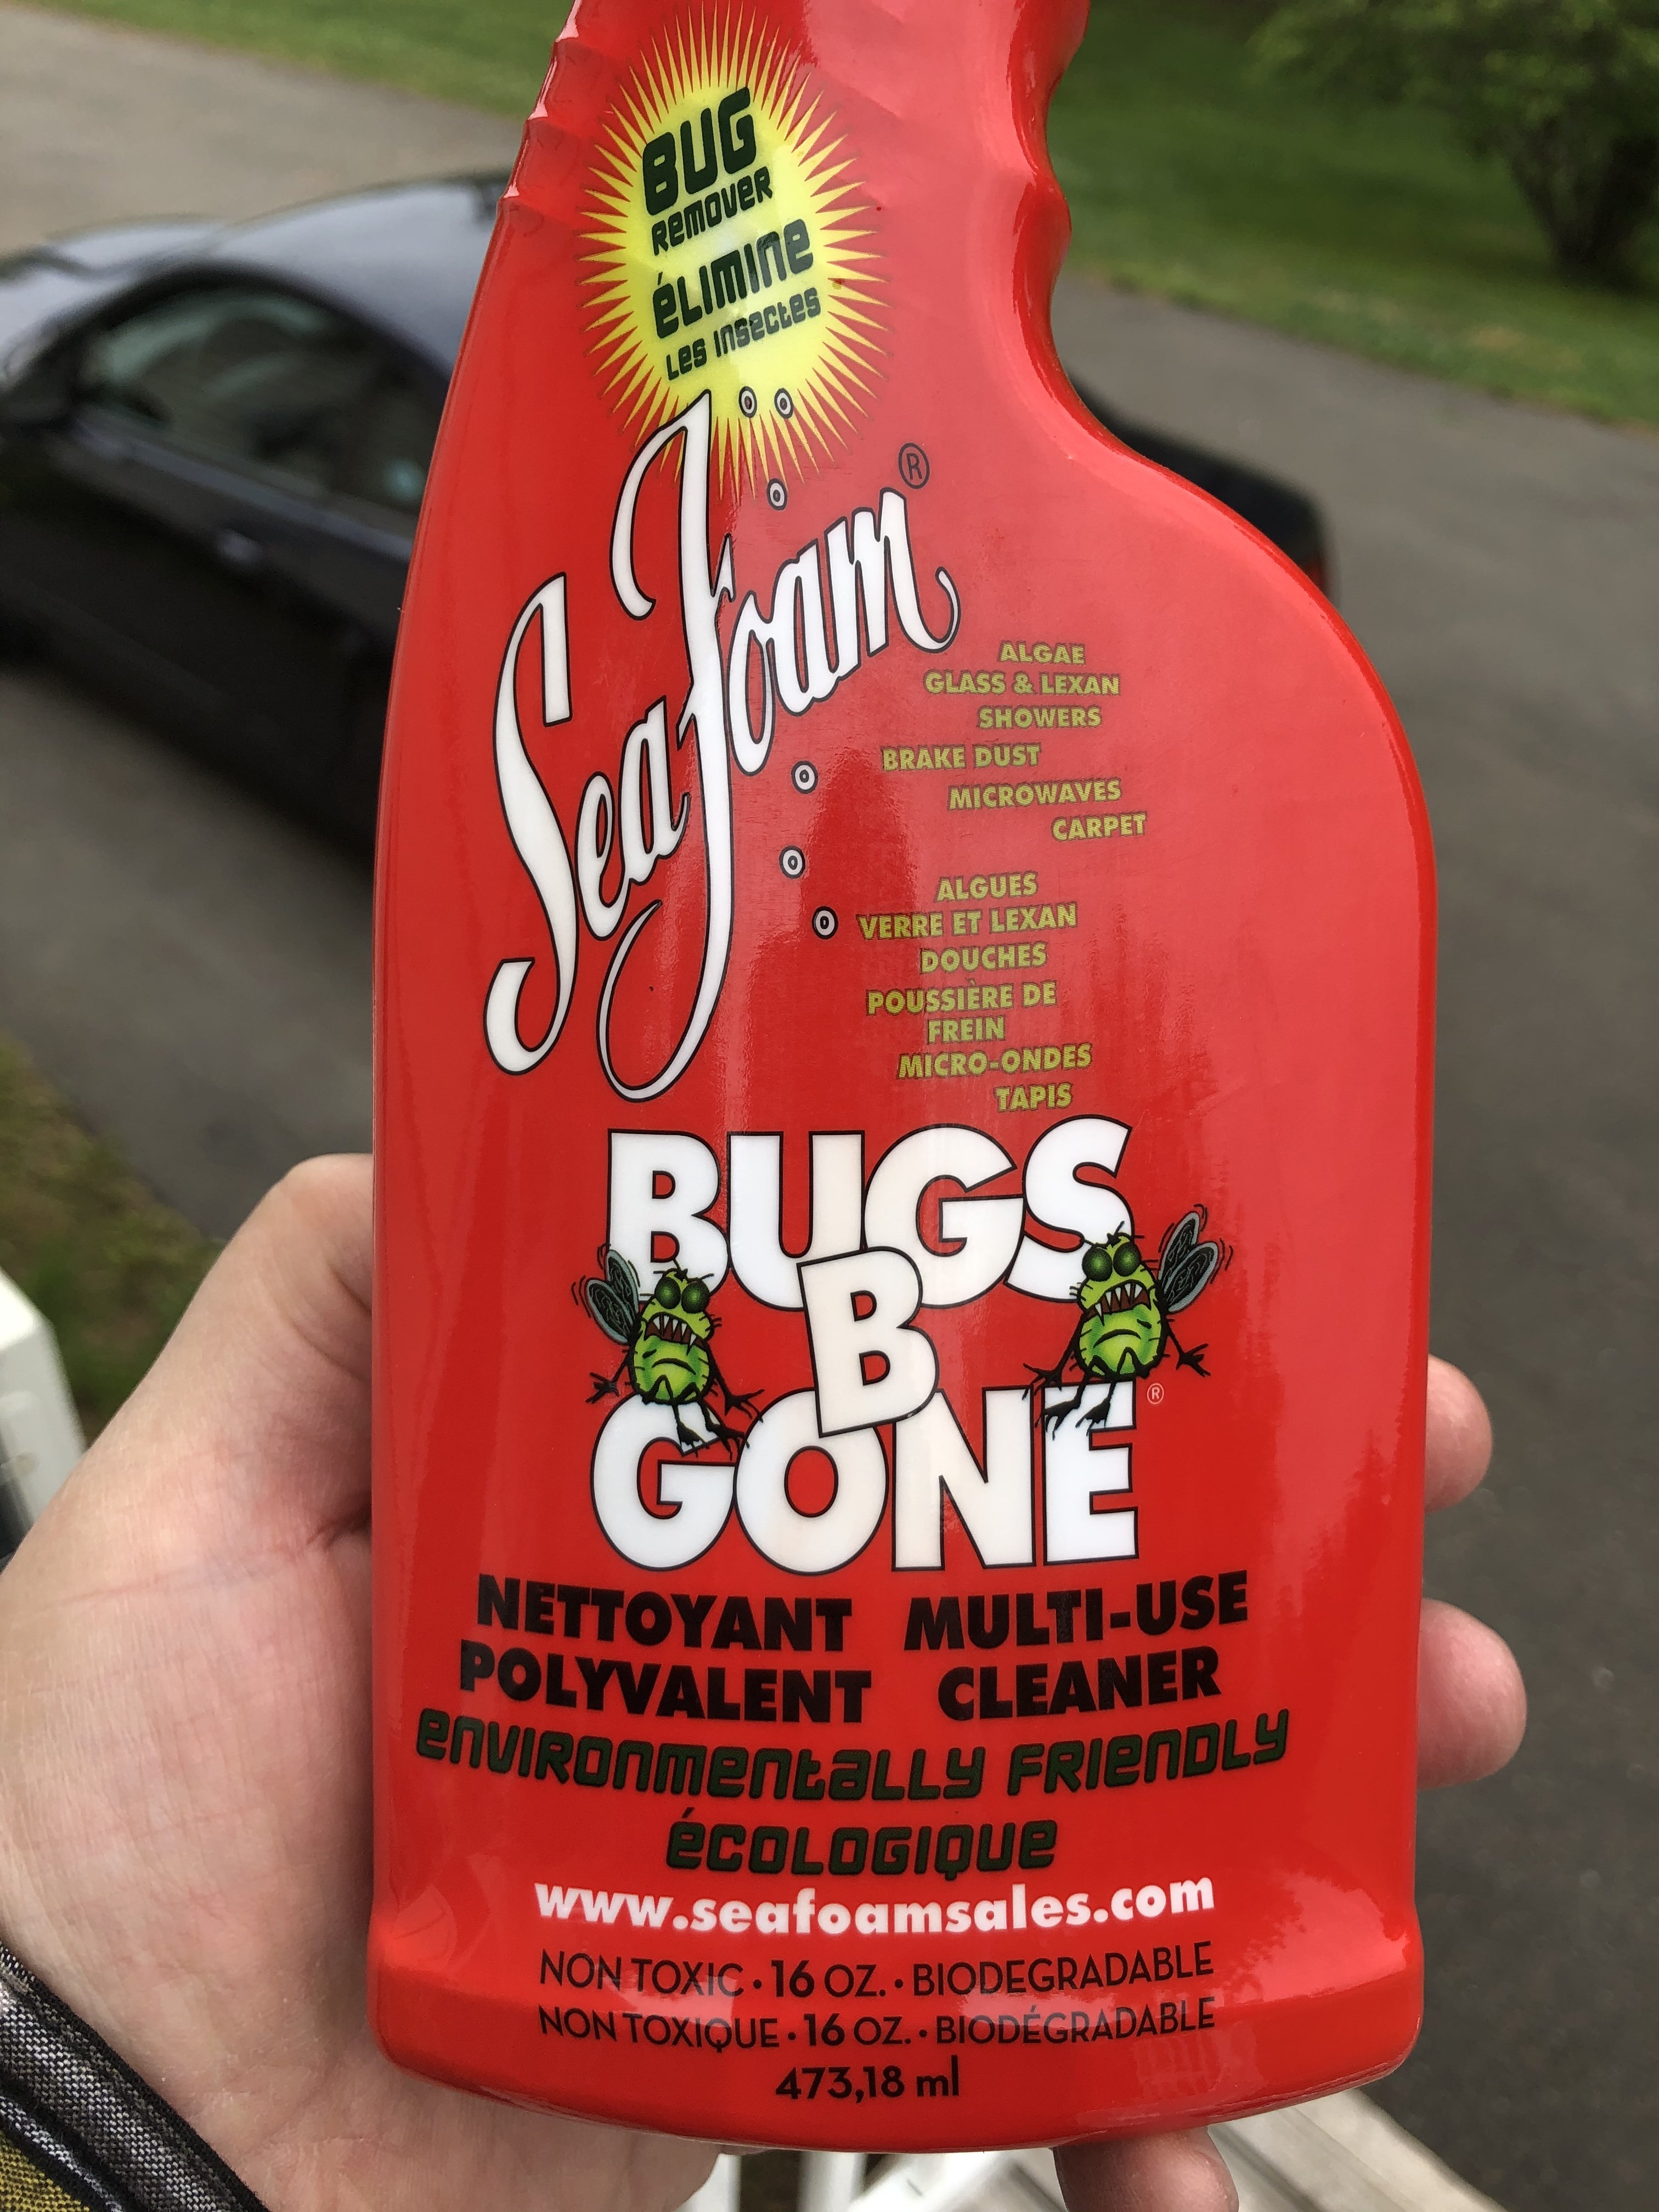 BUG
REMOVER
ÉLIMINE
LES INSECTES
Sea Foam®
ALGAE
GLASS & LEXAN
SHOWERS
BRAKE DUST
MICROWAVES
CARPET
ALGUES
VERRE ET LEXAN
DOUCHES
POUSSIÈRE DE
FREIN
MICRO-ONDES
TAPIS
BUGS
B
GONE®
NETTOYANT MULTI-USE
POLYVALENT CLEANER
ENVIRONMENTALLY FRIENDLY
ÉCOLOGIQUE
www.seafoamsales.com
NON TOXIC • 16 OZ. • BIODEGRADABLE
NON TOXIQUE • 16 OZ. • BIODÉGRADABLE
473,18 ml